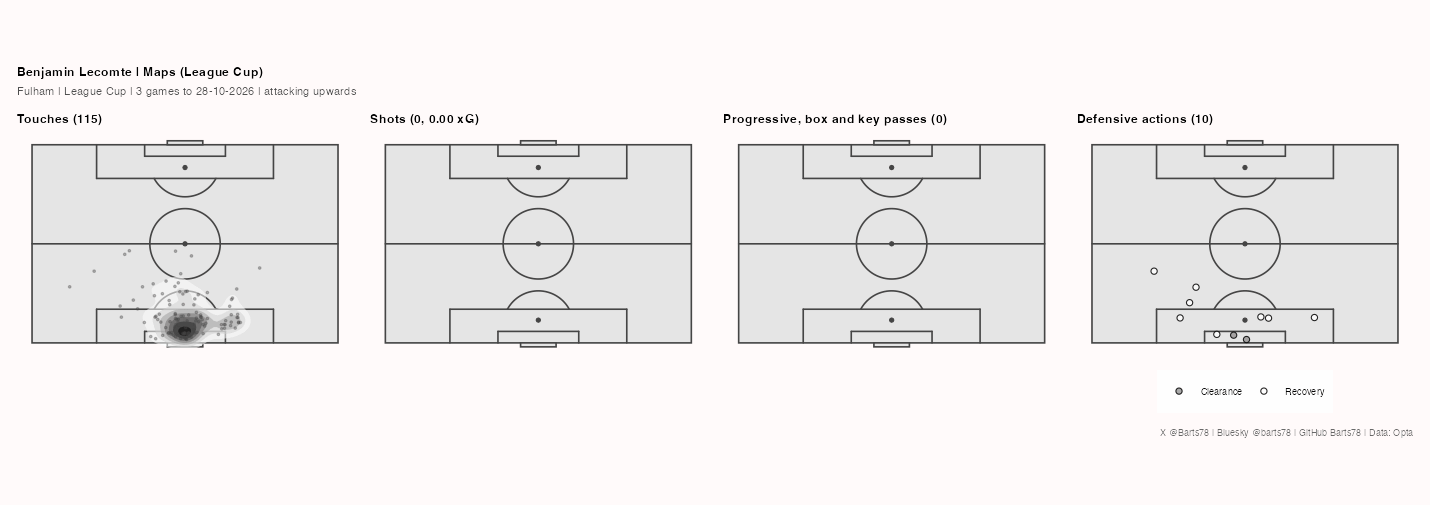 Benjamin Lecomte | Maps (League Cup)
Fulham | League Cup | 3 games to 28-10-2026 | attacking upwards
Touches (115)
Shots (0, 0.00 xG)
Progressive, box and key passes (0)
Defensive actions (10)
Clearance
Recovery
X @Barts78 | Bluesky @barts78 | GitHub Barts78 | Data: Opta